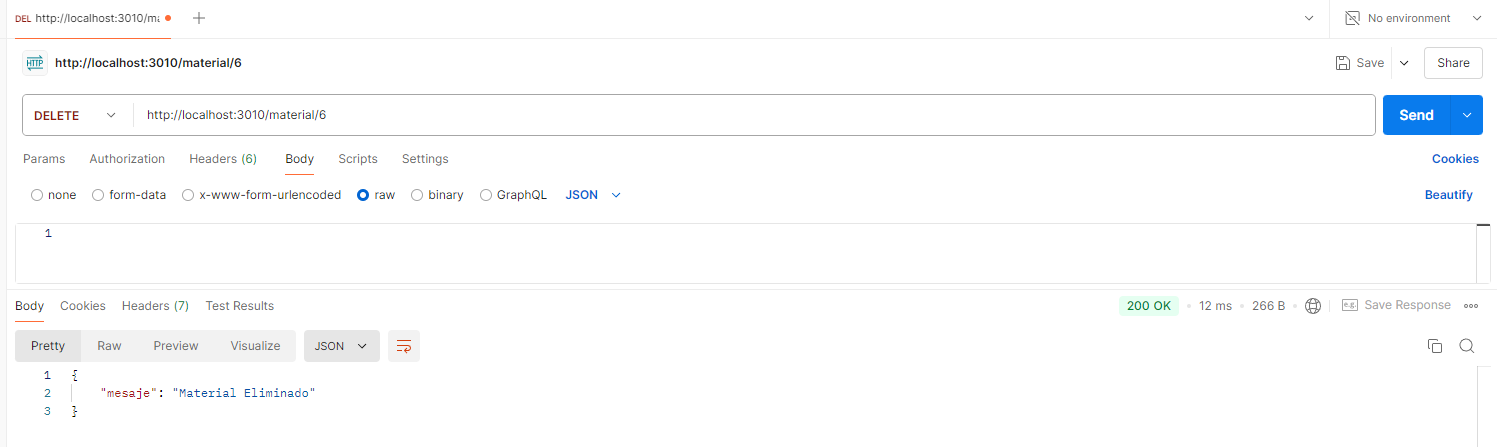 DEL http://localhost:3010/ma
No environment
HTTP http://localhost:3010/material/6
Save
Share
DELETE http://localhost:3010/material/6
Send
Params Authorization Headers (6) Body Scripts Settings
Cookies
none form-data x-www-form-urlencoded raw binary GraphQL JSON
Beautify
1
Body Cookies Headers (7) Test Results
200 OK • 12 ms • 266 B •
e.g. Save Response
Pretty Raw Preview Visualize JSON
1 {
2 "mesaje": "Material Eliminado"
3 }